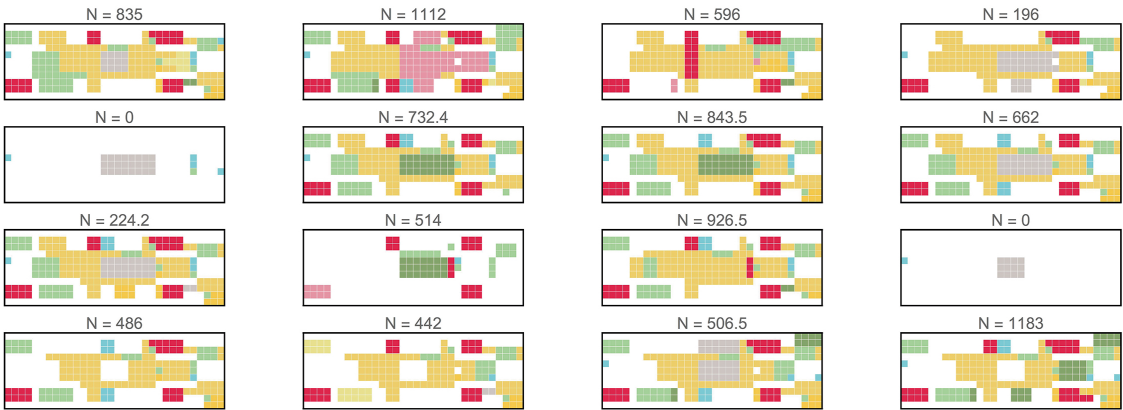 N = 835
N = 1112
N = 596
N = 196
N = 0
N = 732.4
N = 843.5
N = 662
N = 224.2
N = 514
N = 926.5
N = 0
N = 486
N = 442
N = 506.5
N = 1183